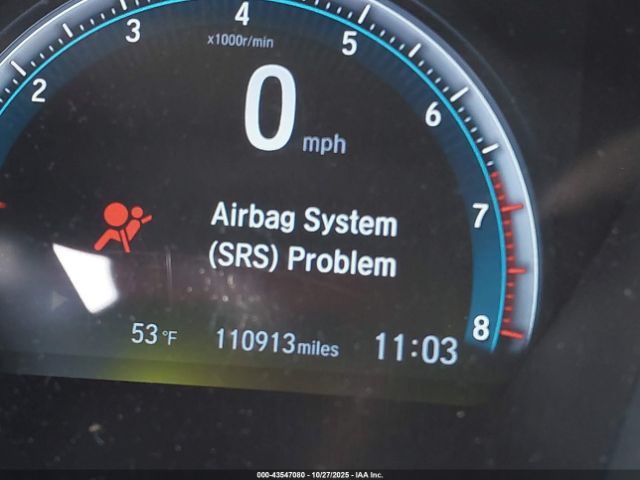 4
3
5
x1000r/min
2
0 mph
6
7
Airbag System
(SRS) Problem
8
53°F 110913miles 11:03
000-43547080 - 10/27/2025 - IAA Inc.